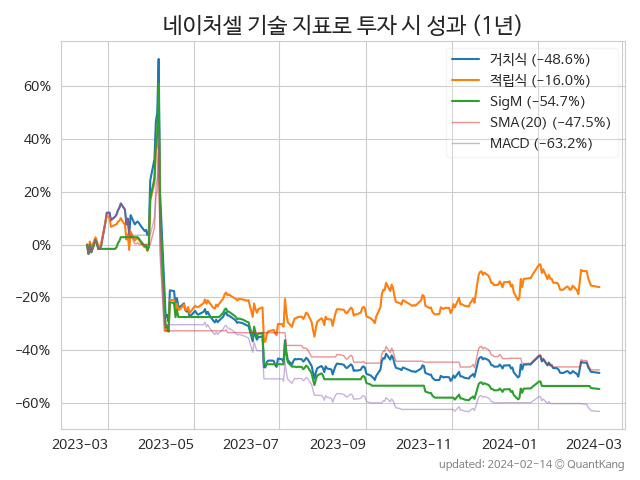 네이처셀 기술 지표로 투자 시 성과 (1년)
거치식 (−48.6%)
적립식 (−16.0%)
SigM (−54.7%)
SMA(20) (−47.5%)
MACD (−63.2%)
60%
40%
20%
0%
−20%
−40%
−60%
2023−03 2023−05 2023−07 2023−09 2023−11 2024−01 2024−03
updated: 2024−02−14 © QuantKang